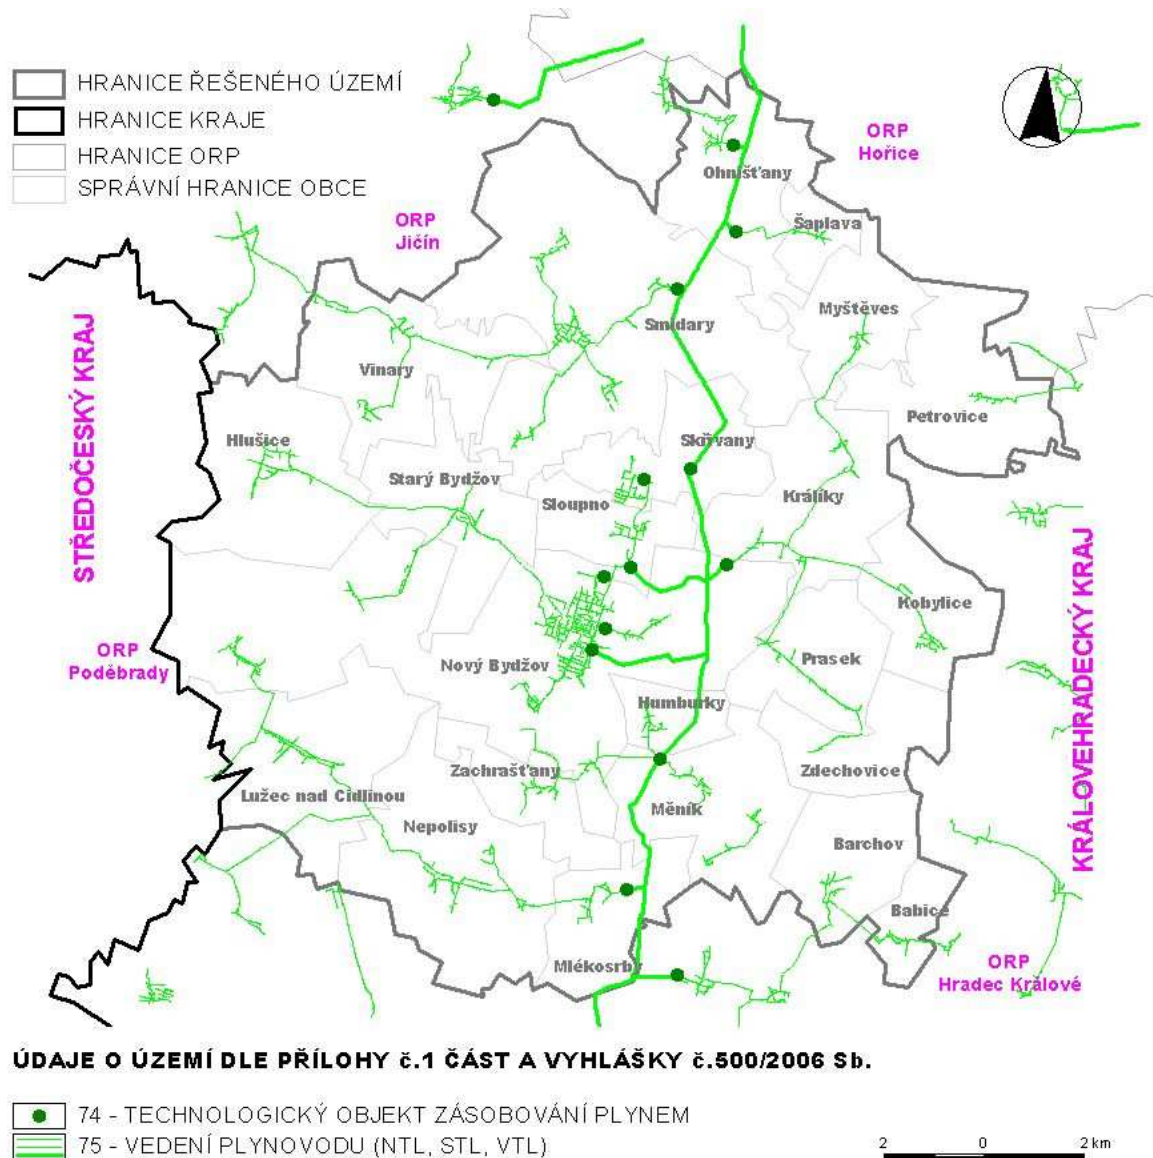 HRANICE ŘEŠENÉHO ÚZEMÍ
HRANICE KRAJE
HRANICE ORP
SPRÁVNÍ HRANICE OBCE
ORP
Hořice
ORP
Jičín
Ohnišťany
Šaplava
Myštěves
Smidary
Vinary
Petrovice
Hlušice
Skřivany
Starý Bydžov
Sloupno
Králíky
STŘEDOČESKÝ KRAJ
KRÁLOVEHRADECKÝ KRAJ
Kobylice
ORP
Poděbrady
Nový Bydžov
Prasek
Humburky
Zachrašťany
Zdechovice
Lužec nad Cidlinou
Nepolisy
Měník
Barchov
Babice
Mlékosrby
ORP
Hradec Králové
ÚDAJE O ÚZEMÍ DLE PŘÍLOHY č.1 ČÁST A VYHLÁŠKY č.500/2006 Sb.
74 - TECHNOLOGICKÝ OBJEKT ZÁSOBOVÁNÍ PLYNEM
75 - VEDENÍ PLYNOVODU (NTL, STL, VTL)
2 0 2 km